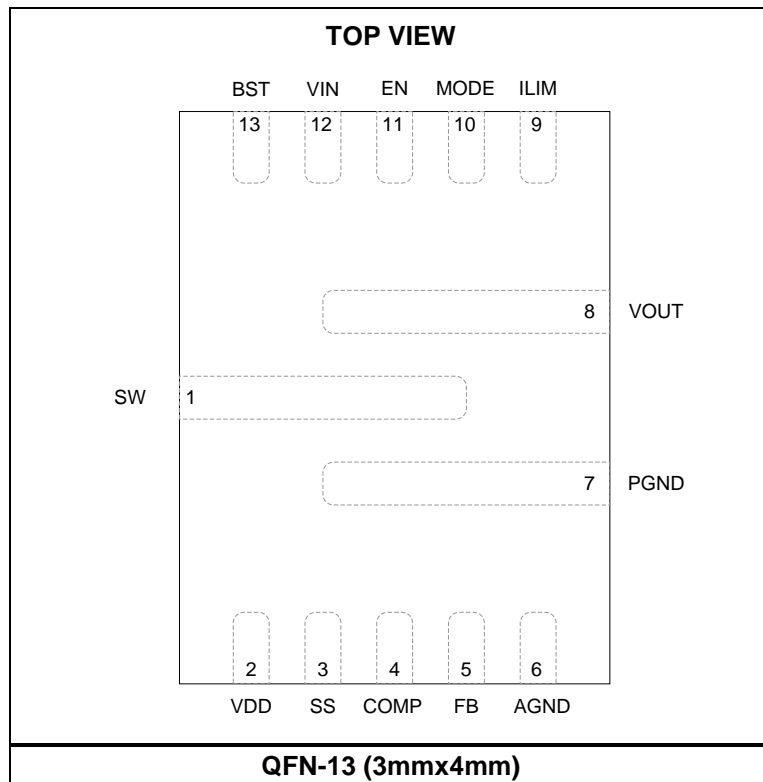 TOP VIEW
BST VIN EN MODE ILIM
13 12 11 10 9
8 VOUT
SW 1
7 PGND
2 3 4 5 6
VDD SS COMP FB AGND
QFN-13 (3mmx4mm)